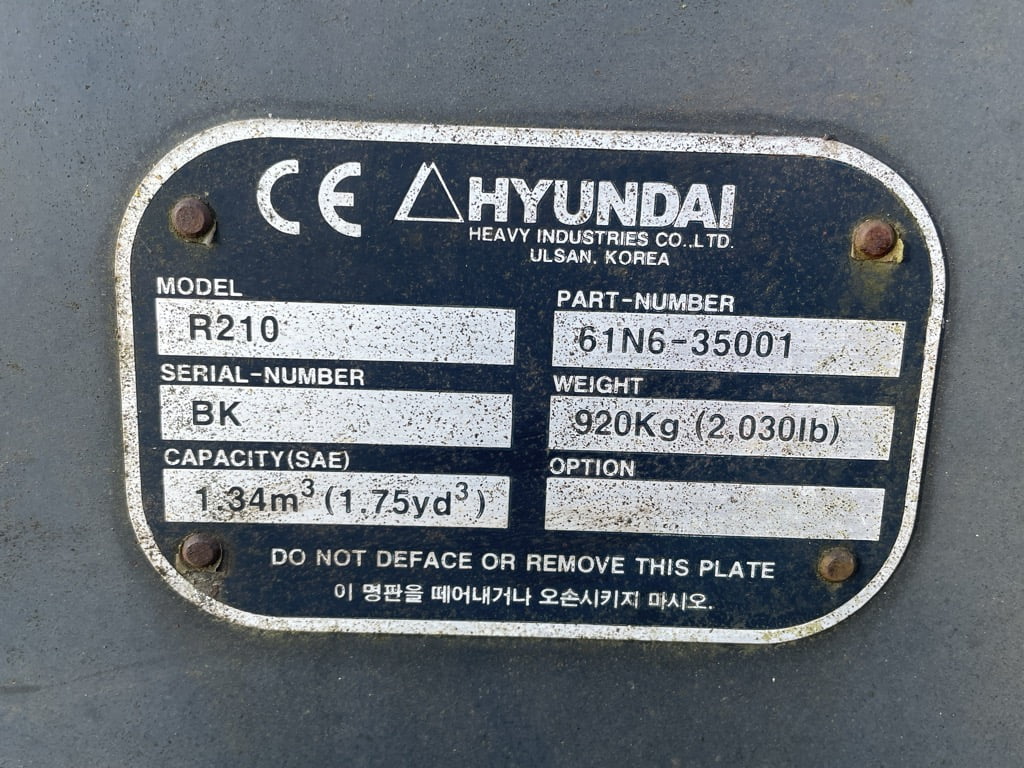 CE HYUNDAI
HEAVY INDUSTRIES CO.,LTD.
ULSAN, KOREA
MODEL
R210
PART-NUMBER
61N6-35001
SERIAL-NUMBER
BK
WEIGHT
920Kg (2,030lb)
CAPACITY(SAE)
1.34m³ (1.75yd³)
OPTION
DO NOT DEFACE OR REMOVE THIS PLATE
이 명판을 떼어내거나 오손시키지 마시오.